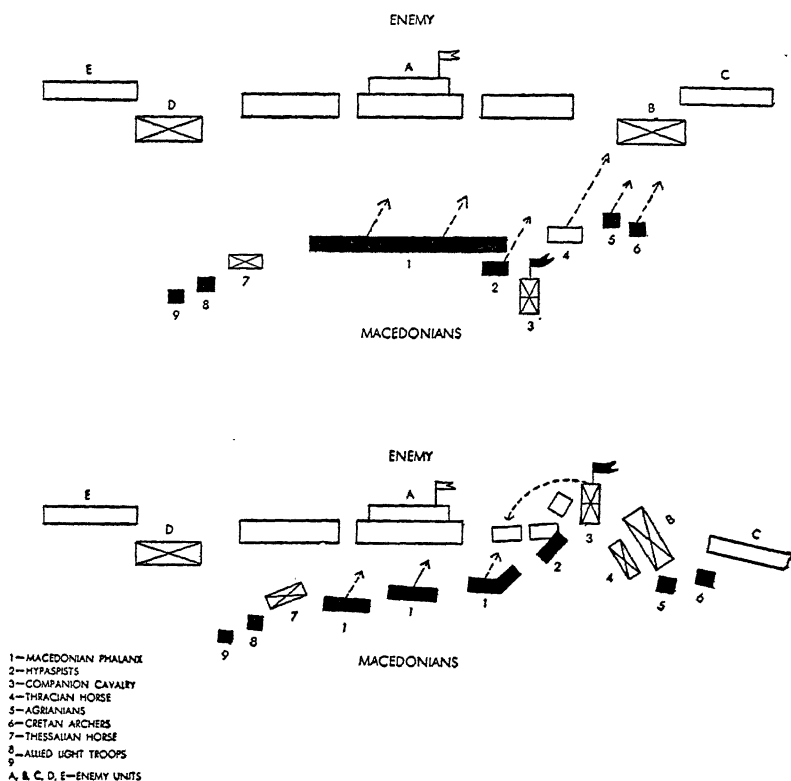 ENEMY
E
A
C
D
B
5
6
4
1
2
7
8
9
3
MACEDONIANS
ENEMY
E
A
B
D
3
C
2
4
7
1
1
1
5
6
8
9
MACEDONIANS
1—MACEDONIAN PHALANX
2—HYPASPISTS
3—COMPANION CAVALRY
4—THRACIAN HORSE
5—AGRIANIANS
6—CRETAN ARCHERS
7—THESSALIAN HORSE
8—ALLIED LIGHT TROOPS
9
A, B, C, D, E—ENEMY UNITS